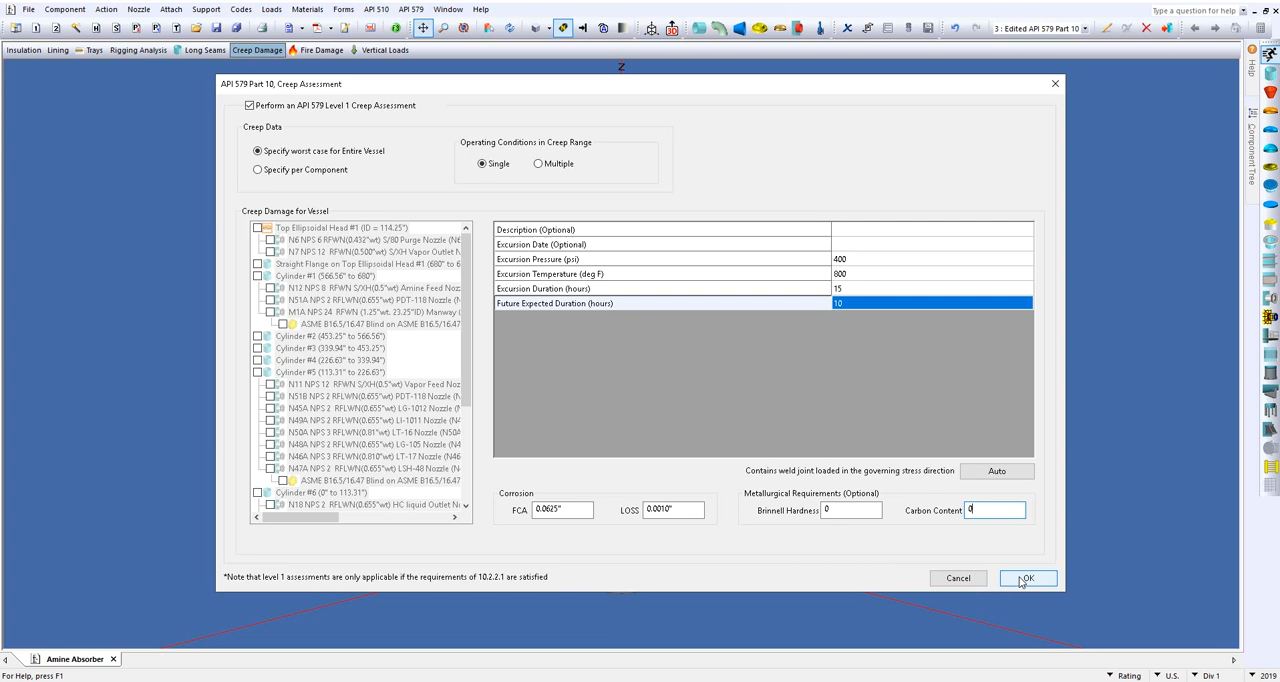 File Component Action Nozzle Attach Support Codes Loads Materials Forms API 510 API 579 Window Help
Type a question for help
3 : Edited API 579 Part 10
Insulation Lining Trays Rigging Analysis Long Seams Creep Damage Fire Damage Vertical Loads
Help
Component Tree
Z
API 579 Part 10, Creep Assessment
Perform an API 579 Level 1 Creep Assessment
Creep Data
Specify worst case for Entire Vessel
Specify per Component
Operating Conditions in Creep Range
Single Multiple
Creep Damage for Vessel
Top Ellipsoidal Head #1 (ID = 114.25")
N6 NPS 6 RFWN(0.432"wt) S/80 Purge Nozzle (N6
N7 NPS 12 RFWN(0.500"wt) S/XH Vapor Outlet N
Straight Flange on Top Ellipsoidal Head #1 (680" to 6
Cylinder #1 (566.56" to 680")
N12 NPS 8 RFWN S/XH(0.5"wt) Amine Feed Noz
N51A NPS 2 RFLWN(0.655"wt) PDT-118 Nozzle (N
M1A NPS 24 RFWN (1.25"wt. 23.25"ID) Manway (
ASME B16.5/16.47 Blind on ASME B16.5/16.47
Cylinder #2 (453.25" to 566.56")
Cylinder #3 (339.94" to 453.25")
Cylinder #4 (226.63" to 339.94")
Cylinder #5 (113.31" to 226.63")
N11 NPS 12 RFWN S/XH(0.5"wt) Vapor Feed Noz
N51B NPS 2 RFLWN(0.655"wt) PDT-118 Nozzle (N
N45A NPS 2 RFLWN(0.655"wt) LG-1012 Nozzle (N
N49A NPS 2 RFLWN(0.655"wt) LI-1011 Nozzle (N4
N50A NPS 3 RFLWN(0.81"wt) LT-16 Nozzle (N50A
N48A NPS 2 RFLWN(0.655"wt) LG-105 Nozzle (N4
N46A NPS 3 RFLWN(0.810"wt) LT-17 Nozzle (N46
N47A NPS 2 RFLWN(0.655"wt) LSH-48 Nozzle (N
ASME B16.5/16.47 Blind on ASME B16.5/16.47
Cylinder #6 (0" to 113.31")
N18 NPS 2 RFLWN(0.655"wt) HC liquid Outlet N
Description (Optional)
Excursion Date (Optional)
Excursion Pressure (psi) 400
Excursion Temperature (deg F) 800
Excursion Duration (hours) 15
Future Expected Duration (hours) 10
Contains weld joint loaded in the governing stress direction Auto
Corrosion
FCA 0.0625" LOSS 0.0010"
Metallurgical Requirements (Optional)
Brinnell Hardness 0 Carbon Content 0
*Note that level 1 assessments are only applicable if the requirements of 10.2.2.1 are satisfied
Cancel OK
Amine Absorber
For Help, press F1 Rating U.S. Div 1 2019